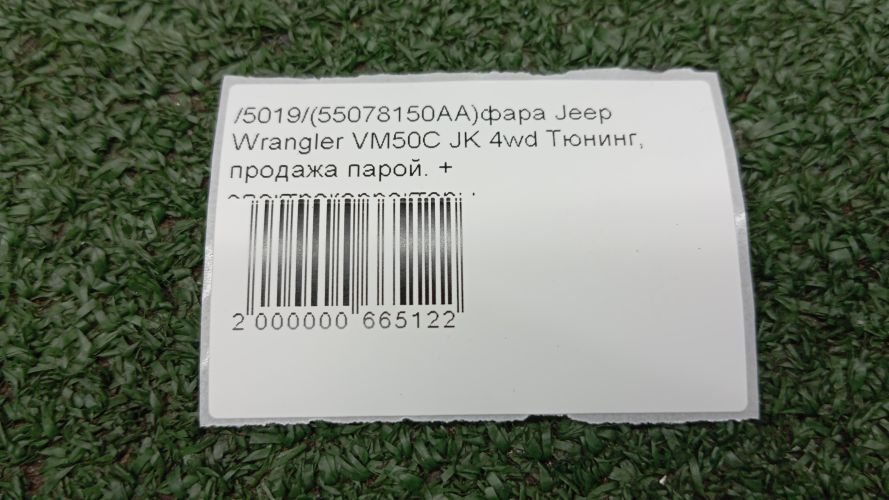 /5019/(55078150AA)фара Jeep
Wrangler VM50C JK 4wd Тюнинг,
продажа парой. +
2 000000 665122